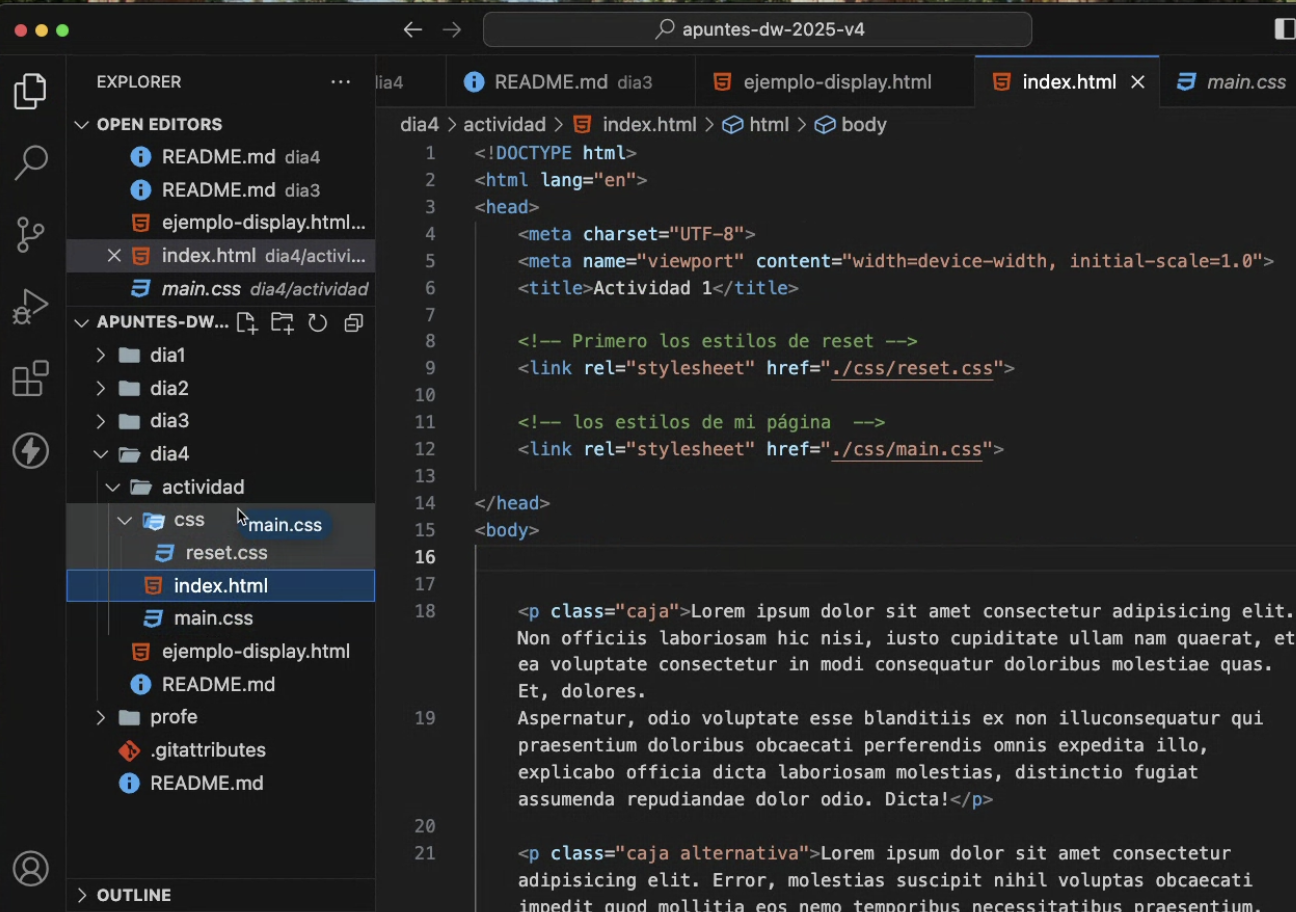 apuntes-dw-2025-v4
EXPLORER
dia4
README.md dia3
ejemplo-display.html
index.html
main.css
OPEN EDITORS
README.md dia4
README.md dia3
ejemplo-display.html...
index.html dia4/activi...
main.css dia4/actividad
APUNTES-DW...
dia1
dia2
dia3
dia4
actividad
css
main.css
reset.css
index.html
main.css
ejemplo-display.html
README.md
profe
.gitattributes
README.md
OUTLINE
dia4 > actividad > index.html > html > body
1 <!DOCTYPE html>
2 <html lang="en">
3 <head>
4 <meta charset="UTF-8">
5 <meta name="viewport" content="width=device-width, initial-scale=1.0">
6 <title>Actividad 1</title>
7
8 <!-- Primero los estilos de reset -->
9 <link rel="stylesheet" href="./css/reset.css">
10
11 <!-- los estilos de mi página  -->
12 <link rel="stylesheet" href="./css/main.css">
13
14 </head>
15 <body>
16
17
18 <p class="caja">Lorem ipsum dolor sit amet consectetur adipisicing elit.
Non officiis laboriosam hic nisi, iusto cupiditate ullam nam quaerat, et
ea voluptate consectetur in modi consequatur doloribus molestiae quas.
Et, dolores.
19 Aspernatur, odio voluptate esse blanditiis ex non illuconsequatur qui
praesentium doloribus obcaecati perferendis omnis expedita illo,
explicabo officia dicta laboriosam molestias, distinctio fugiat
assumenda repudiandae dolor odio. Dicta!</p>
20
21 <p class="caja alternativa">Lorem ipsum dolor sit amet consectetur
adipisicing elit. Error, molestias suscipit nihil voluptas obcaecati
impedit quod mollitia eos nemo temporibus necessitatibus praesentium.